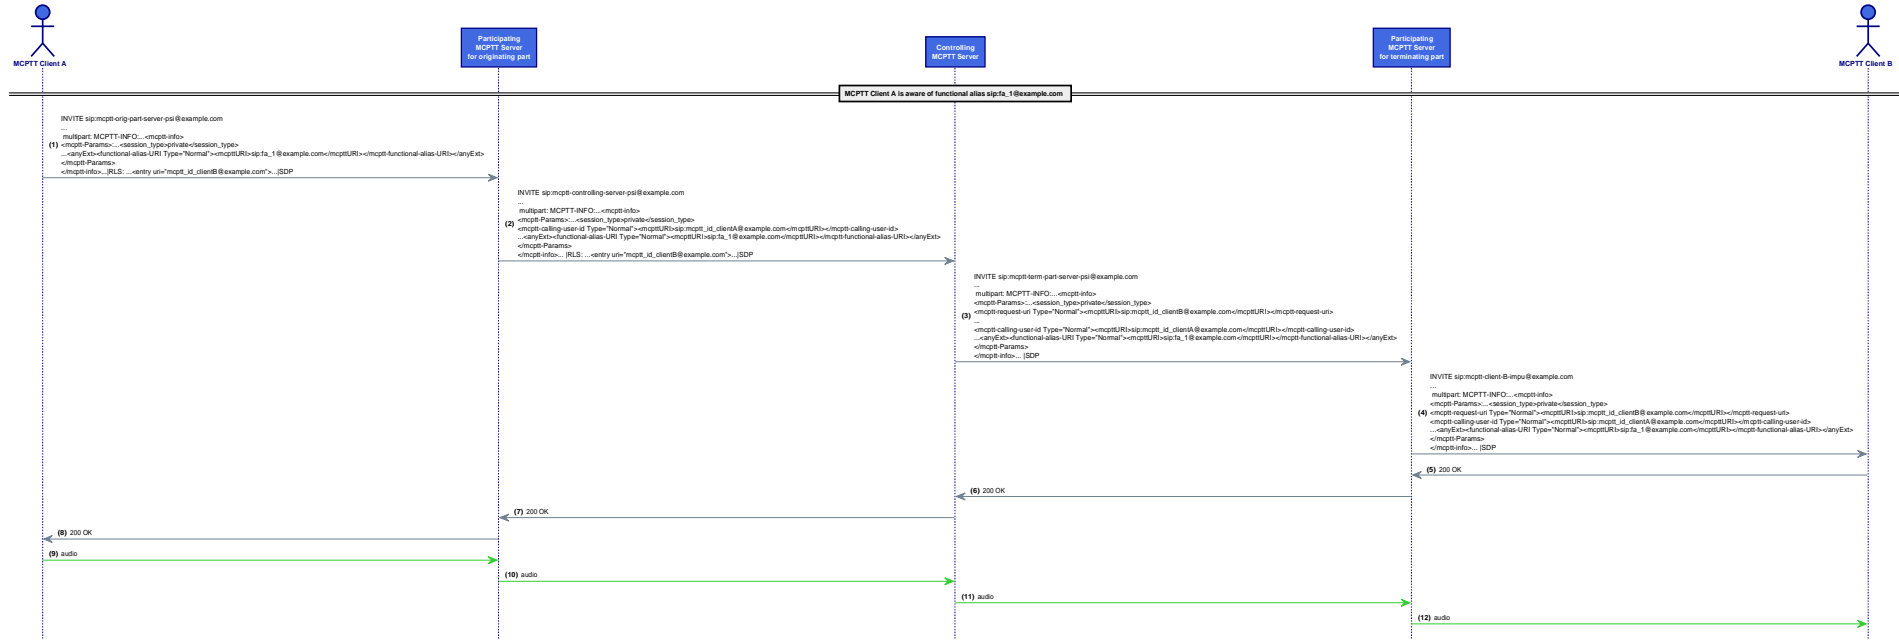 MCPTT Client A
Participating
MCPTT Server
for originating part
Controlling
MCPTT Server
Participating
MCPTT Server
for terminating part
MCPTT Client B
MCPTT Client A is aware of functional alias sip:fa_1@example.com
INVITE sip:mcptt-orig-part-server-psi@example.com
...
multipart: MCPTT-INFO:...<mcptt-info>
(1) <mcptt-Params>:...<session_type>private</session_type>
...<anyExt><functional-alias-URI Type="Normal"><mcpttURI>sip:fa_1@example.com</mcpttURI></mcptt-functional-alias-URI></anyExt>
</mcptt-Params>
</mcptt-info>...|RLS: ...<entry uri="mcptt_id_clientB@example.com">...|SDP
INVITE sip:mcptt-controlling-server-psi@example.com
...
multipart: MCPTT-INFO:...<mcptt-info>
(2) <mcptt-Params>:...<session_type>private</session_type>
<mcptt-calling-user-id Type="Normal"><mcpttURI>sip:mcptt_id_clientA@example.com</mcpttURI></mcptt-calling-user-id>
...<anyExt><functional-alias-URI Type="Normal"><mcpttURI>sip:fa_1@example.com</mcpttURI></mcptt-functional-alias-URI></anyExt>
</mcptt-Params>
</mcptt-info>... |RLS: ...<entry uri="mcptt_id_clientB@example.com">...|SDP
INVITE sip:mcptt-term-part-server-psi@example.com
...
multipart: MCPTT-INFO:...<mcptt-info>
<mcptt-Params>:...<session_type>private</session_type>
<mcptt-request-uri Type="Normal"><mcpttURI>sip:mcptt_id_clientB@example.com</mcpttURI></mcptt-request-uri>
(3) ...
<mcptt-calling-user-id Type="Normal"><mcpttURI>sip:mcptt_id_clientA@example.com</mcpttURI></mcptt-calling-user-id>
...<anyExt><functional-alias-URI Type="Normal"><mcpttURI>sip:fa_1@example.com</mcpttURI></mcptt-functional-alias-URI></anyExt>
</mcptt-Params>
</mcptt-info>... |SDP
INVITE sip:mcptt-client-B-impu@example.com
...
multipart: MCPTT-INFO:...<mcptt-info>
<mcptt-Params>:...<session_type>private</session_type>
(4) <mcptt-request-uri Type="Normal"><mcpttURI>sip:mcptt_id_clientB@example.com</mcpttURI></mcptt-request-uri>
<mcptt-calling-user-id Type="Normal"><mcpttURI>sip:mcptt_id_clientA@example.com</mcpttURI></mcptt-calling-user-id>
...<anyExt><functional-alias-URI Type="Normal"><mcpttURI>sip:fa_1@example.com</mcpttURI></mcptt-functional-alias-URI></anyExt>
</mcptt-Params>
</mcptt-info>... |SDP
(5) 200 OK
(6) 200 OK
(7) 200 OK
(8) 200 OK
(9) audio
(10) audio
(11) audio
(12) audio